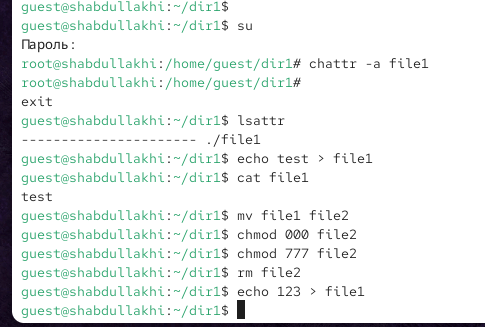 guest@shabdullakhi:~/dir1$
guest@shabdullakhi:~/dir1$ su
Пароль:
root@shabdullakhi:/home/guest/dir1# chattr -a file1
root@shabdullakhi:/home/guest/dir1#
exit
guest@shabdullakhi:~/dir1$ lsattr
---------------------- ./file1
guest@shabdullakhi:~/dir1$ echo test > file1
guest@shabdullakhi:~/dir1$ cat file1
test
guest@shabdullakhi:~/dir1$ mv file1 file2
guest@shabdullakhi:~/dir1$ chmod 000 file2
guest@shabdullakhi:~/dir1$ chmod 777 file2
guest@shabdullakhi:~/dir1$ rm file2
guest@shabdullakhi:~/dir1$ echo 123 > file1
guest@shabdullakhi:~/dir1$